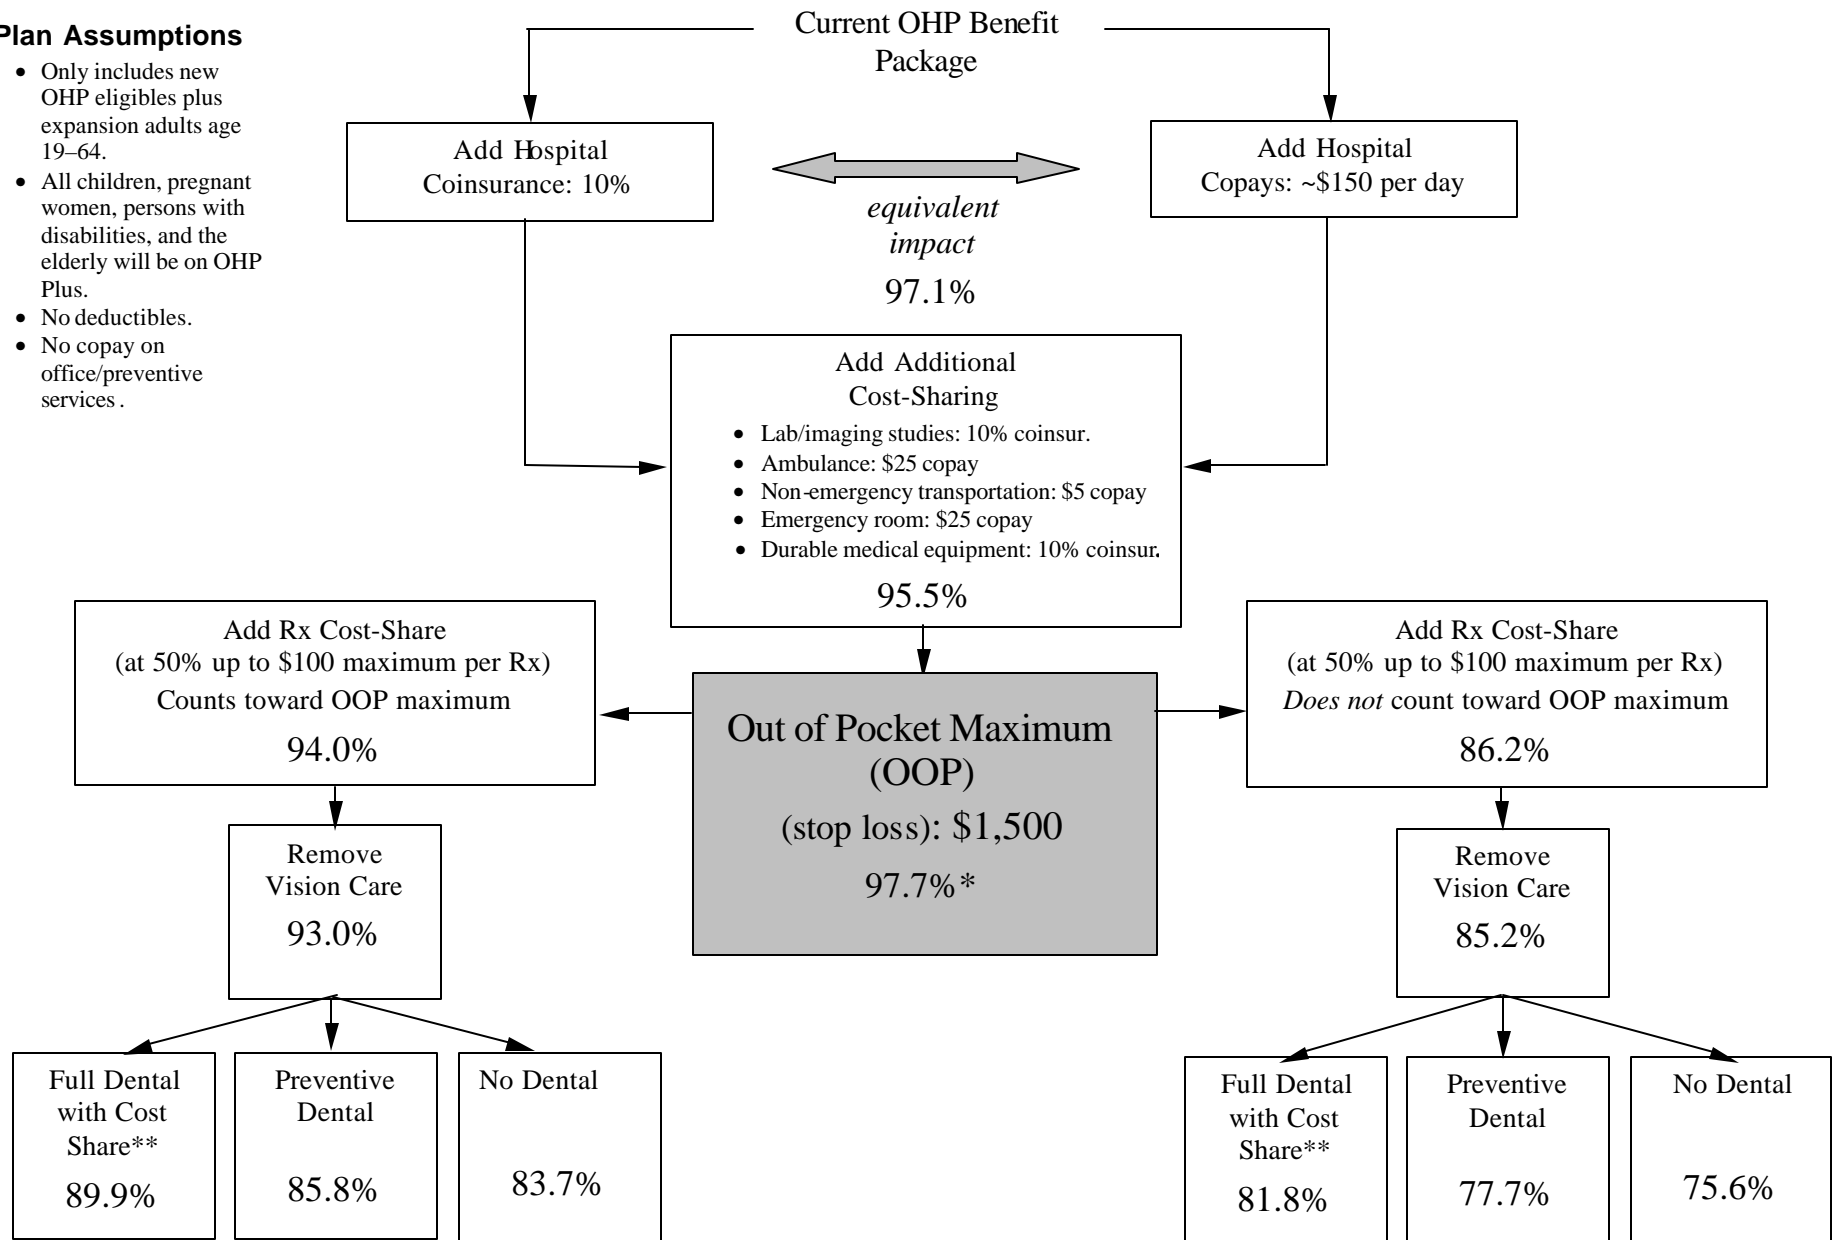 Plan Assumptions
• Only includes new
OHP eligibles plus
expansion adults age
19–64.
• All children, pregnant
women, persons with
disabilities, and the
elderly will be on OHP
Plus.
• No deductibles.
• No copay on
office/preventive
services.
Current OHP Benefit
Package
Add Hospital
Coinsurance: 10%
equivalent
impact
97.1%
Add Hospital
Copays: ~$150 per day
Add Additional
Cost-Sharing
• Lab/imaging studies: 10% coinsur.
• Ambulance: $25 copay
• Non-emergency transportation: $5 copay
• Emergency room: $25 copay
• Durable medical equipment: 10% coinsur.
95.5%
Add Rx Cost-Share
(at 50% up to $100 maximum per Rx)
Counts toward OOP maximum
94.0%
Out of Pocket Maximum
(OOP)
(stop loss): $1,500
97.7%*
Add Rx Cost-Share
(at 50% up to $100 maximum per Rx)
Does not count toward OOP maximum
86.2%
Remove
Vision Care
93.0%
Remove
Vision Care
85.2%
Full Dental
with Cost
Share**
89.9%
Preventive
Dental
85.8%
No Dental
83.7%
Full Dental
with Cost
Share**
81.8%
Preventive
Dental
77.7%
No Dental
75.6%